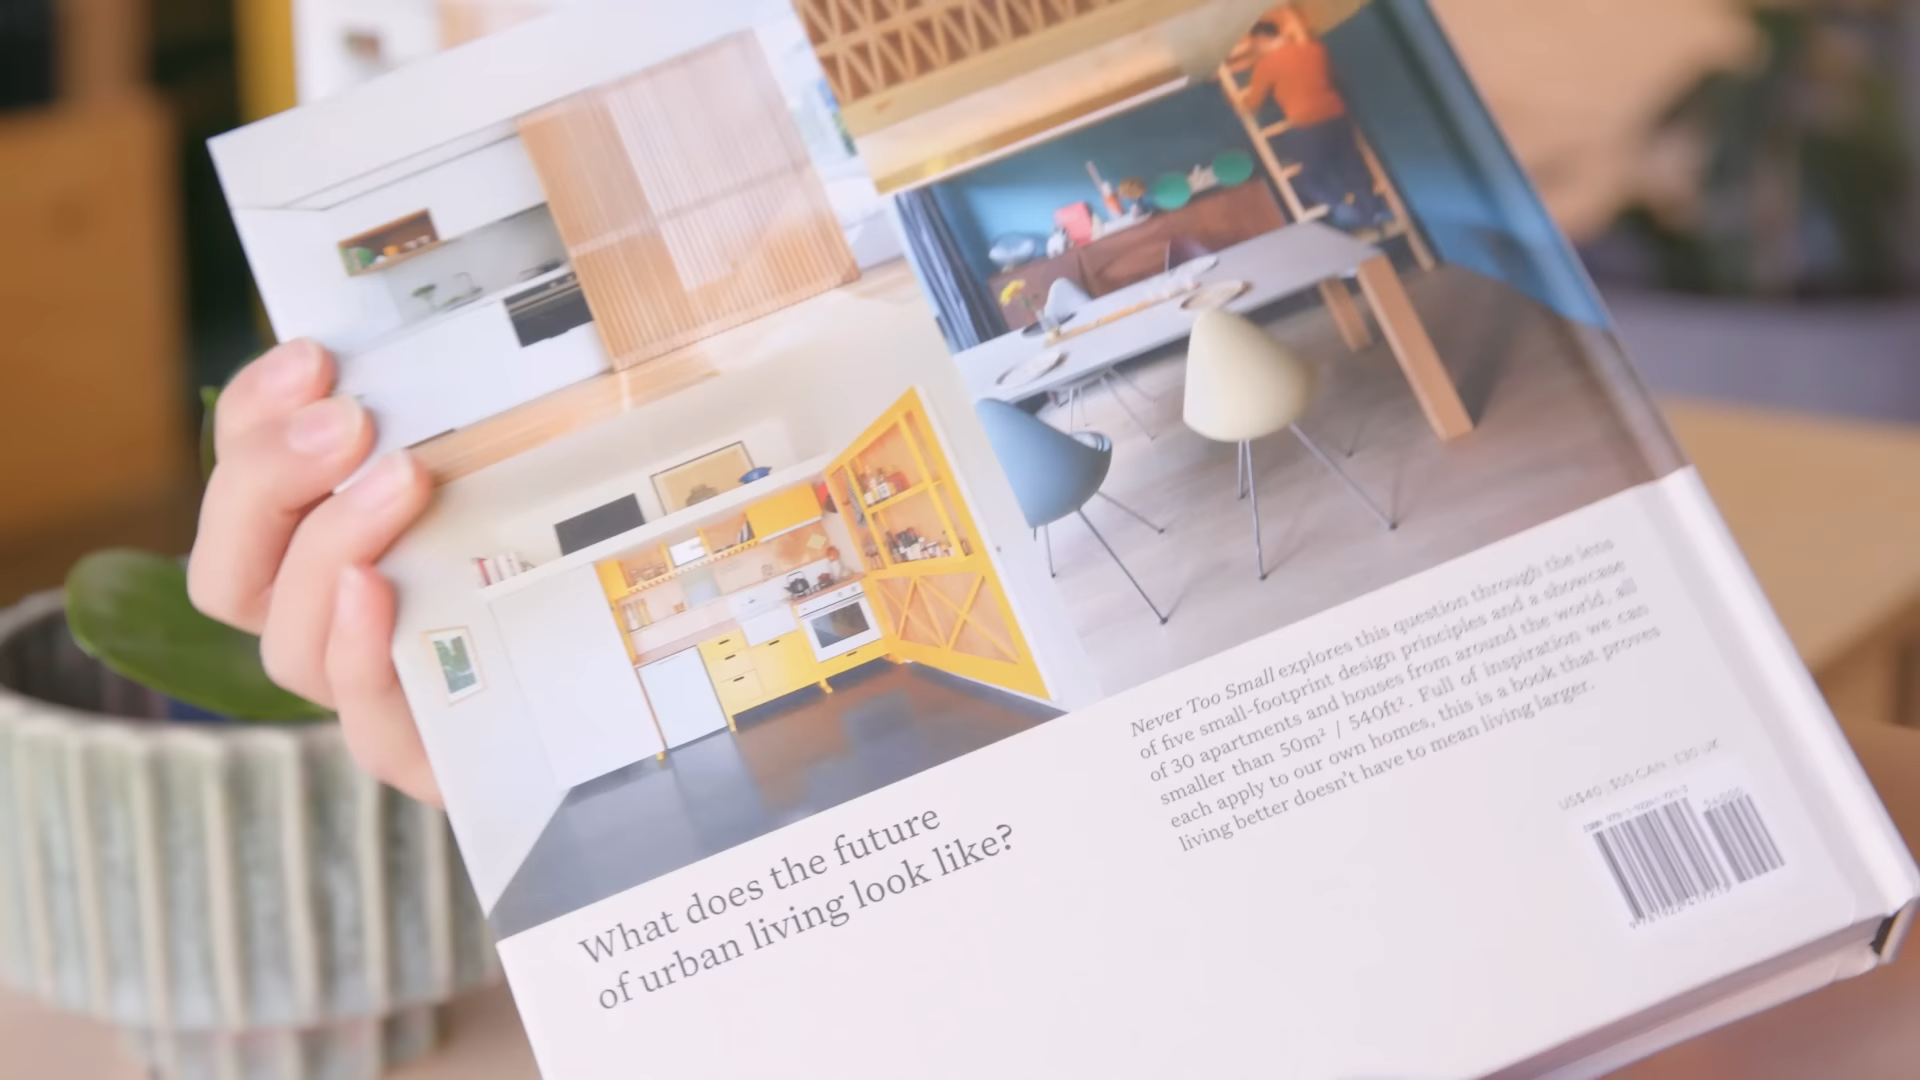 What does the future
of urban living look like?
Never Too Small explores this question through the lens
of five small-footprint design principles and a showcase
of 30 apartments and houses from around the world, all
smaller than 50m² / 540ft². Full of inspiration we can
each apply to our own homes, this is a book that proves
living better doesn't have to mean living larger.
US$40 $55 CAN £30 UK